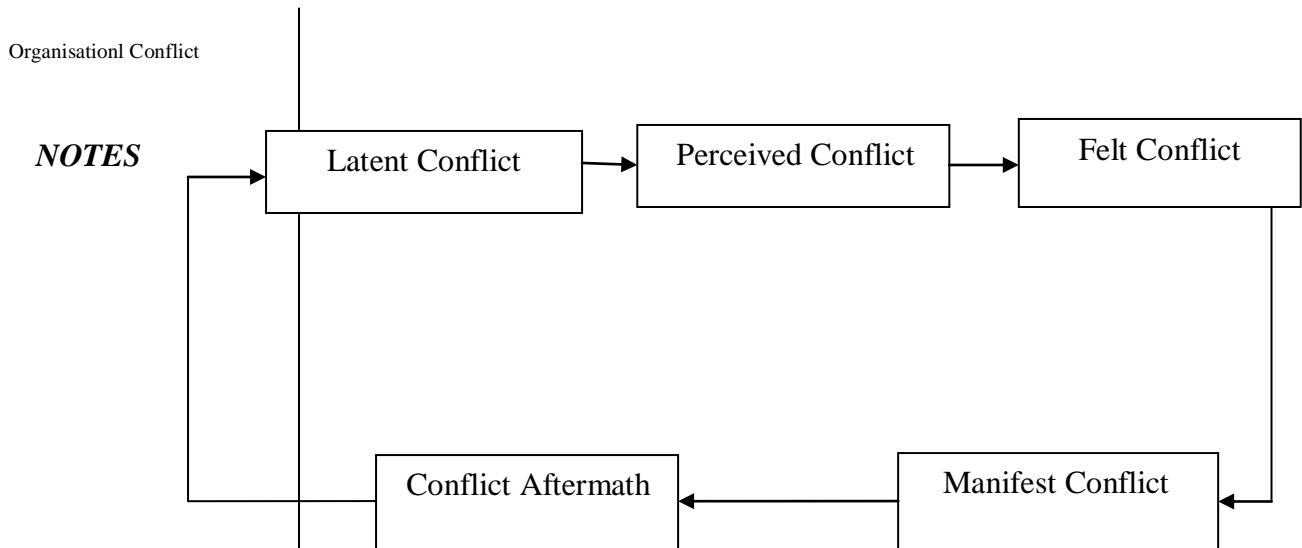 Organisationl Conflict
NOTES
Latent Conflict
Perceived Conflict
Felt Conflict
Conflict Aftermath
Manifest Conflict